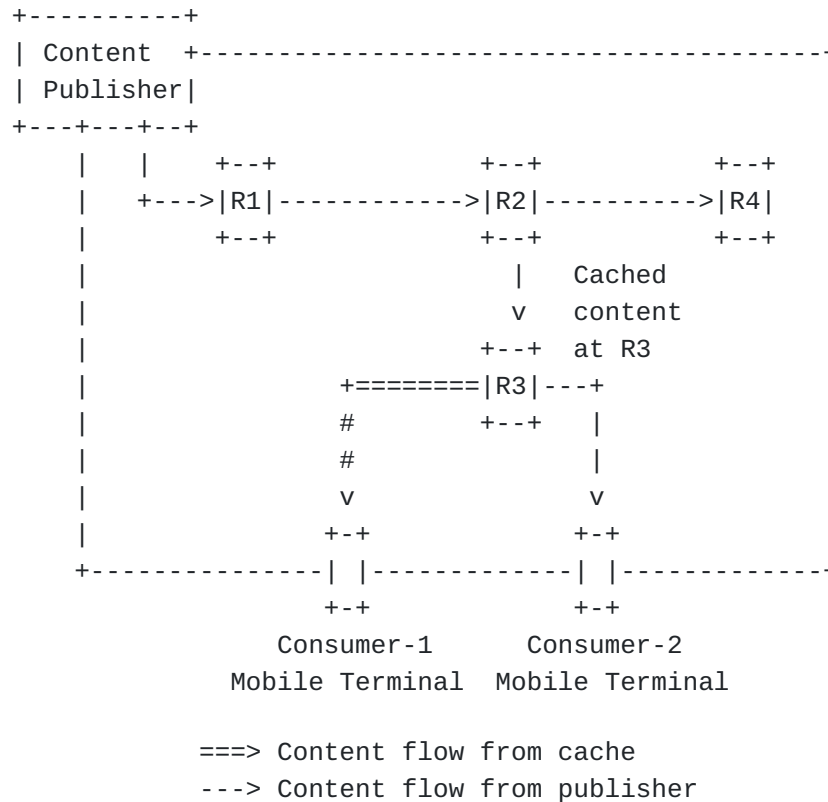 +----------+
| Content  +------------------------------------------
| Publisher|
+---+---+--+
    |   |    +--+             +--+           +--+
    |   +--->|R1|------------>|R2|---------->|R4|
    |        +--+             +--+           +--+
    |                           |   Cached
    |                           v   content
    |                         +--+  at R3
    |                +========|R3|---+
    |                #        +--+   |
    |                #               |
    |                v               v
    |               +-+             +-+
    +---------------| |-------------| |--------------+
                    +-+             +-+
                 Consumer-1      Consumer-2
              Mobile Terminal  Mobile Terminal
            ===> Content flow from cache
            ---> Content flow from publisher